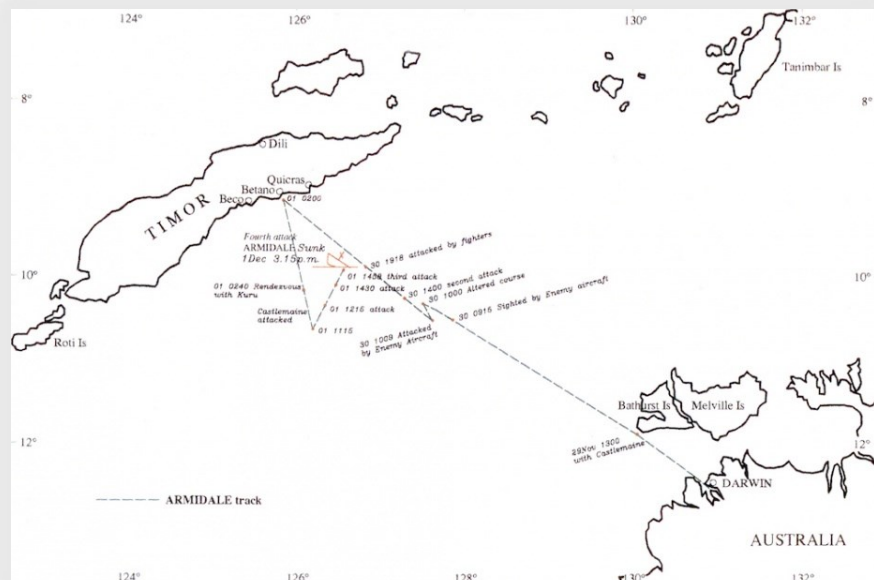 124°
126°
130°
132°
Tanimbar Is
8°
8°
Dili
Quicras
Betano
Beco
01 0200
TIMOR
Fourth attack
ARMIDALE Sunk
1Dec 3.15p.m.
30 1918 attacked by fighters
10°
10°
01 1458 third attack
01 1430 attack
30 1400 second attack
30 1000 Altered course
01 0240 Rendezvous
with Kuru
30 0915 Sighted by Enemy aircraft
Castlemaine
attacked
01 1215 attack
01 1115
30 1009 Attacked
by Enemy Aircraft
Roti Is
Bathurst Is
Melville Is
12°
12°
29Nov 1300
with Castlemaine
DARWIN
ARMIDALE track
AUSTRALIA
124°
126°
128°
130°
132°